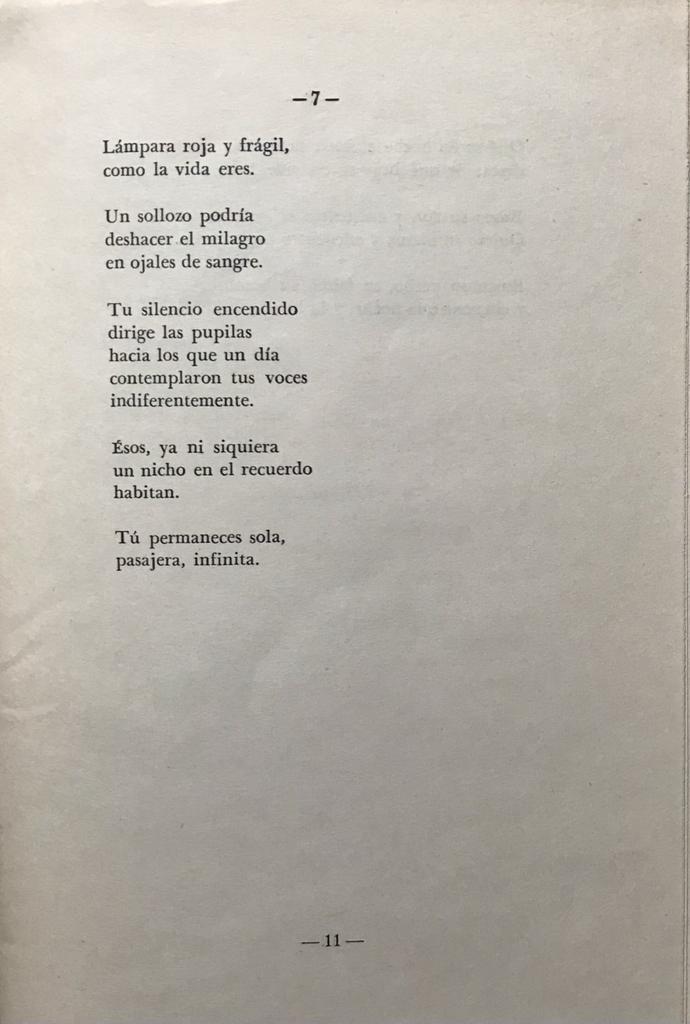 —7—
Lámpara roja y frágil,
como la vida eres.
Un sollozo podría
deshacer el milagro
en ojales de sangre.
Tu silencio encendido
dirige las pupilas
hacia los que un día
contemplaron tus voces
indiferentemente.
Ésos, ya ni siquiera
un nicho en el recuerdo
habitan.
Tú permaneces sola,
pasajera, infinita.
—11—